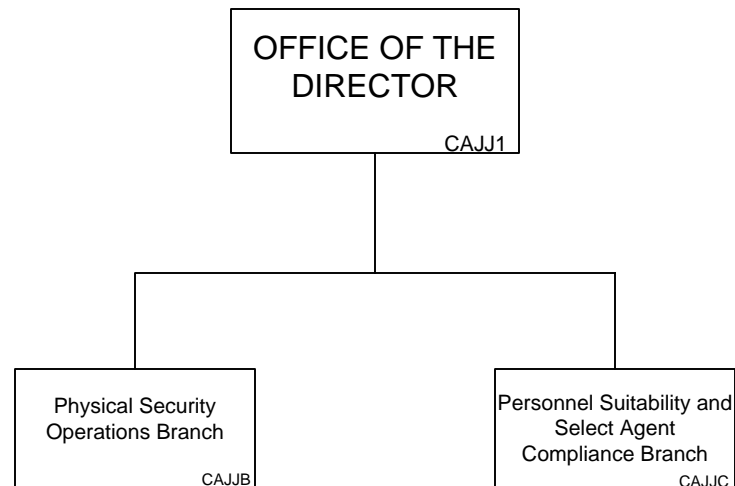 OFFICE OF THE
DIRECTOR
CAJJ1
Physical Security
Operations Branch
CAJJB
Personnel Suitability and
Select Agent
Compliance Branch
CAJJC